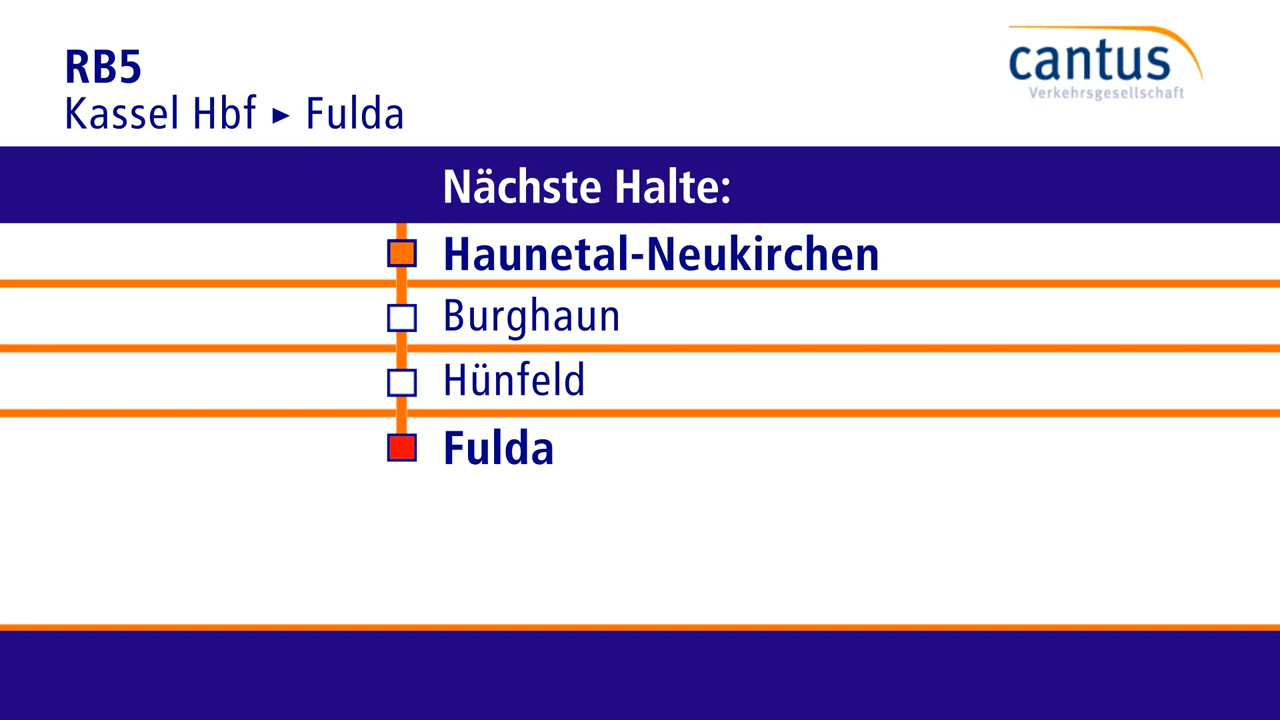 RB5
Kassel Hbf ▸ Fulda
cantus
Verkehrsgesellschaft
Nächste Halte:
Haunetal-Neukirchen
Burghaun
Hünfeld
Fulda